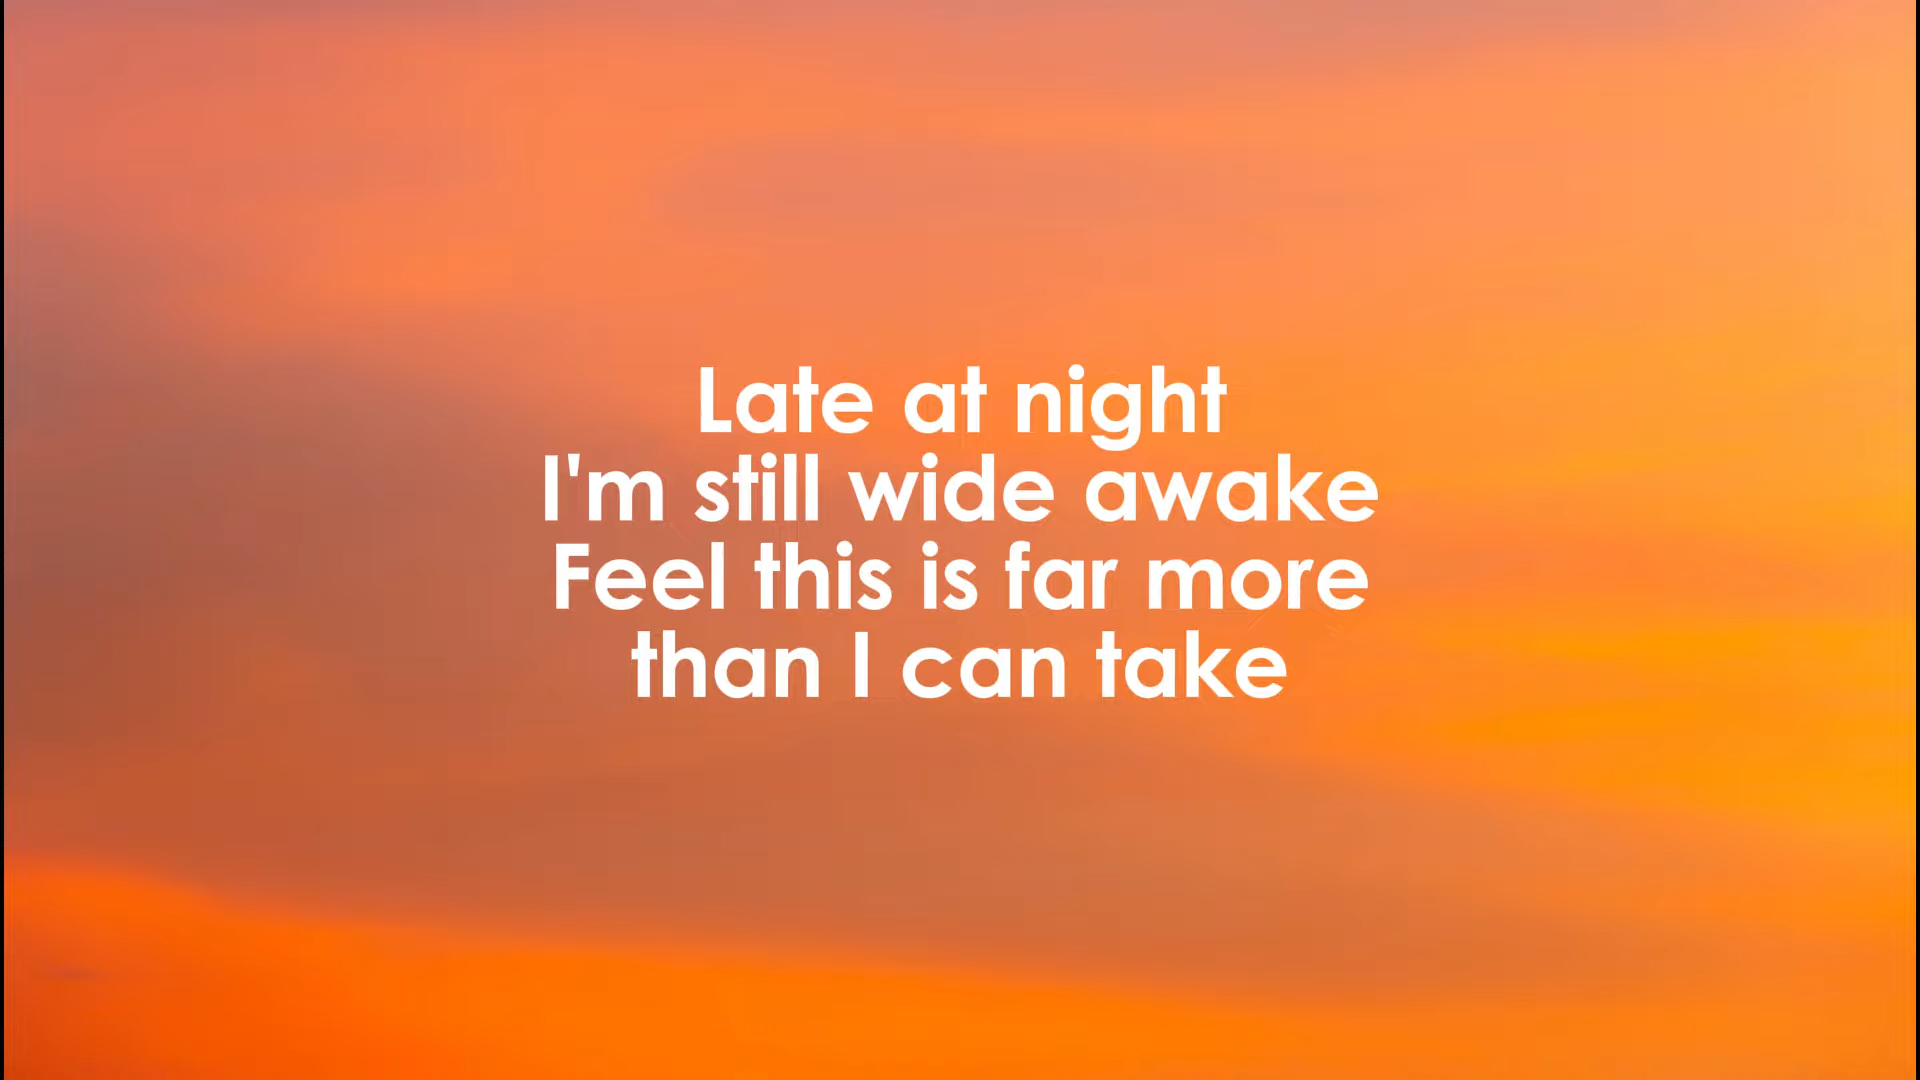 Late at night
I'm still wide awake
Feel this is far more
than I can take